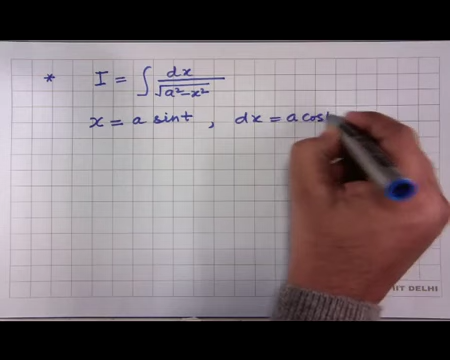 * I = ∫ dx / √(a²-x²)
x = a sint , dx = a cos
IIT DELHI